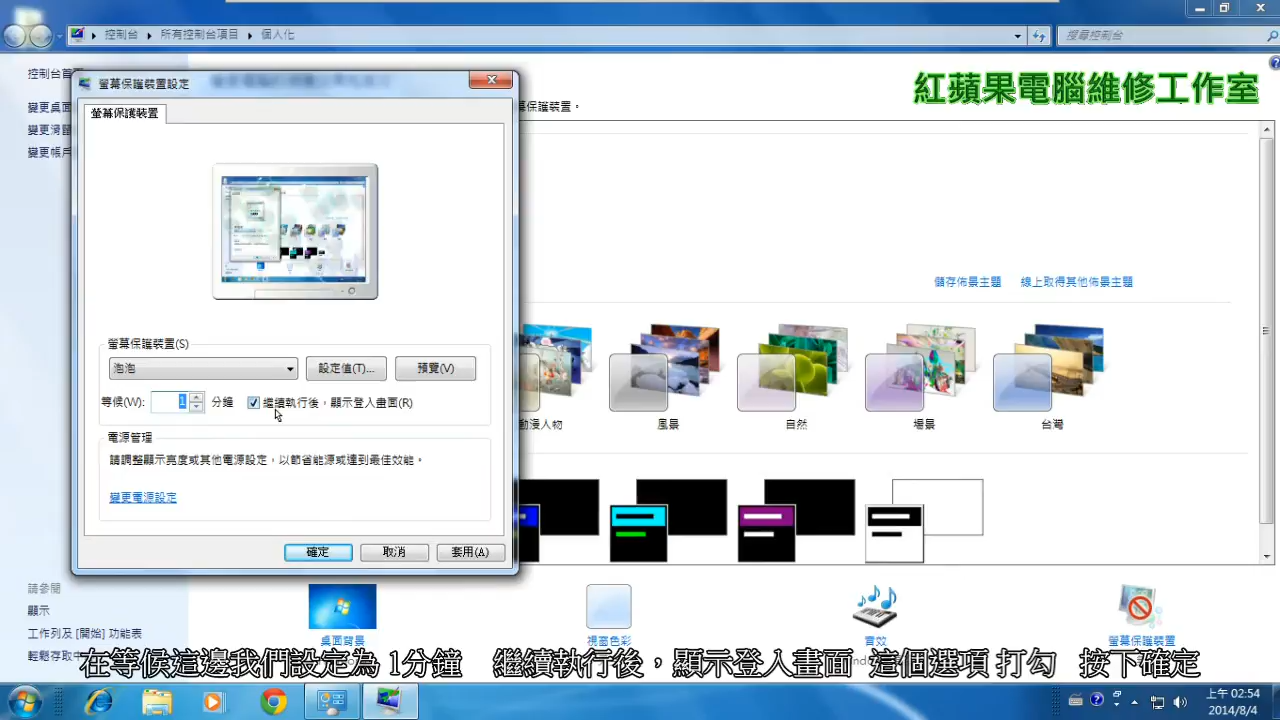 控制台 ▸ 所有控制台項目 ▸ 個人化
搜尋控制台
控制台首
變更桌面
變更滑鼠
變更帳戶
紅蘋果電腦維修工作室
螢幕保護裝置設定
螢幕保護裝置
保護裝置。
儲存佈景主題 線上取得其他佈景主題
螢幕保護裝置(S)
泡泡
設定值(T)...
預覽(V)
等候(W): 1 分鐘 繼續執行後，顯示登入畫面(R)
動漫人物 風景 自然 場景 台灣
電源管理
請調整顯示亮度或其他電源設定，以節省能源或達到最佳效能。
變更電源設定
確定 取消 套用(A)
請參閱
顯示
工作列及 [開始] 功能表
輕鬆存取中
桌面背景 視窗色彩 音效 螢幕保護裝置
在等候這邊我們設定為 1分鐘 繼續執行後，顯示登入畫面 這個選項 打勾 按下確定
上午 02:54
2014/8/4